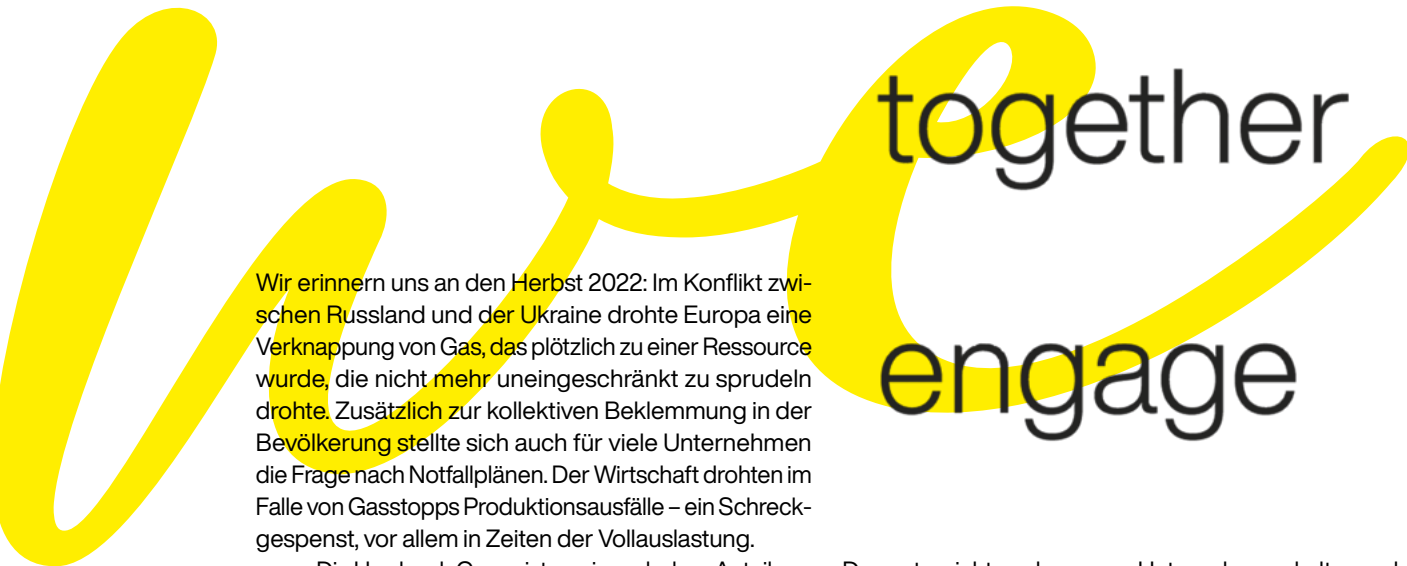 we
together
engage
Wir erinnern uns an den Herbst 2022: Im Konflikt zwi-
schen Russland und der Ukraine drohte Europa eine
Verknappung von Gas, das plötzlich zu einer Ressource
wurde, die nicht mehr uneingeschränkt zu sprudeln
drohte. Zusätzlich zur kollektiven Beklemmung in der
Bevölkerung stellte sich auch für viele Unternehmen
die Frage nach Notfallplänen. Der Wirtschaft drohten im
Falle von Gasstopps Produktionsausfälle – ein Schreck-
gespenst, vor allem in Zeiten der Vollauslastung.